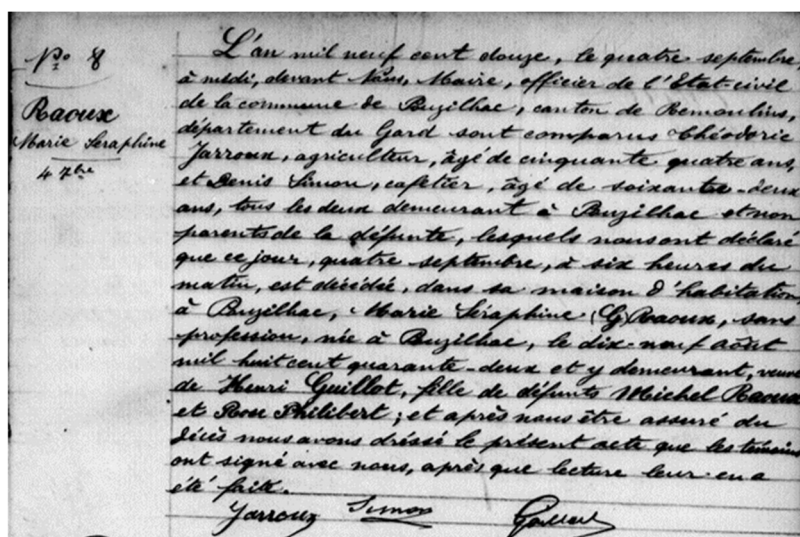 No 8
Raoux
Marie Seraphine
4 7bre
L'an mil neuf cent douze, le quatre septembre,
à midi, devant Nous, Maire, officier de l'Etat-civil
de la commune de Buzilhac, canton de Remoulins,
département du Gard sont comparus Théodoric
Jarroux, agriculteur, âgé de cinquante quatre ans,
et Denis Simon, cafetier, âgé de soixante-deux
ans, tous les deux demeurant à Buzilhac et non
parents de la défunte, lesquels nous ont déclaré
que ce jour, quatre septembre, à six heures du
matin, est décédée, dans sa maison d'habitation
à Buzilhac, Marie Séraphine (G) Raoux, sans
profession, née à Buzilhac, le dix-neuf août
mil huit cent quarante-deux et y demeurant, veuve
de Henri Guillot, fille de défunts Michel Raoux
et Rose Philibert; et après nous être assuré du
décès nous avons dressé le présent acte que les témoins
ont signé avec nous, après que lecture leur en a
été faite.
Jarroux Simon